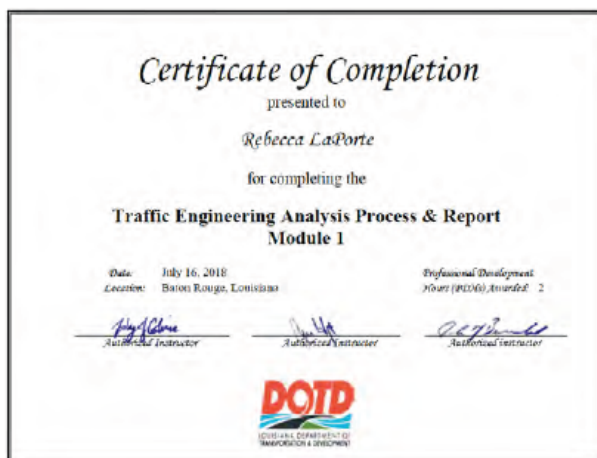 Certificate of Completion
presented to
Rebecca LaPorte
for completing the
Traffic Engineering Analysis Process & Report
Module 1
Date: July 16, 2018
Location: Baton Rouge, Louisiana
Professional Development
Hours (PDHs) Awarded: 2
Authorized Instructor
Authorized Instructor
Authorized Instructor
DOTD
LOUISIANA DEPARTMENT OF
TRANSPORTATION & DEVELOPMENT